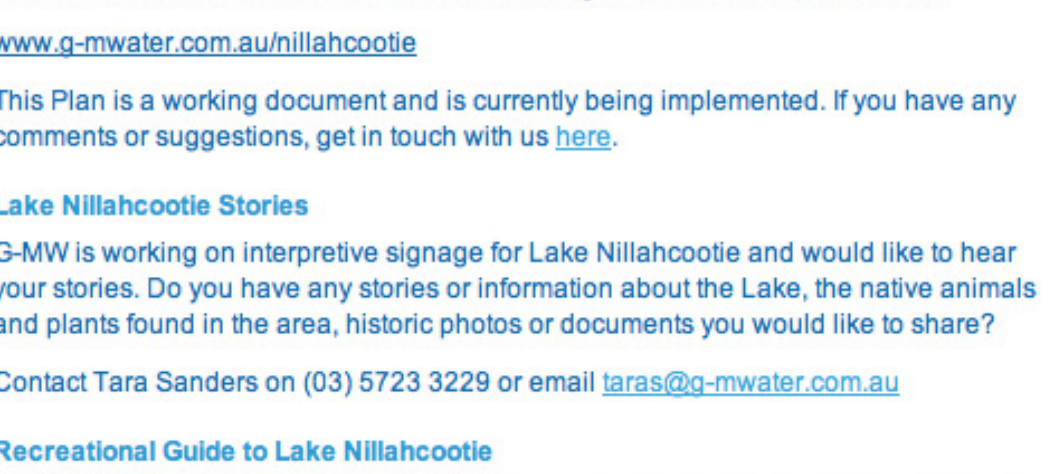 www.g-mwater.com.au/nillahcootie
This Plan is a working document and is currently being implemented. If you have any
comments or suggestions, get in touch with us here.
Lake Nillahcootie Stories
G-MW is working on interpretive signage for Lake Nillahcootie and would like to hear
your stories. Do you have any stories or information about the Lake, the native animals
and plants found in the area, historic photos or documents you would like to share?
Contact Tara Sanders on (03) 5723 3229 or email taras@g-mwater.com.au
Recreational Guide to Lake Nillahcootie